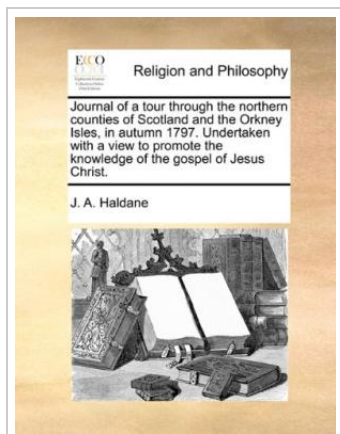 ECCO
Religion and Philosophy
Journal of a tour through the northern
counties of Scotland and the Orkney
Isles, in autumn 1797. Undertaken
with a view to promote the
knowledge of the gospel of Jesus
Christ.
J. A. Haldane